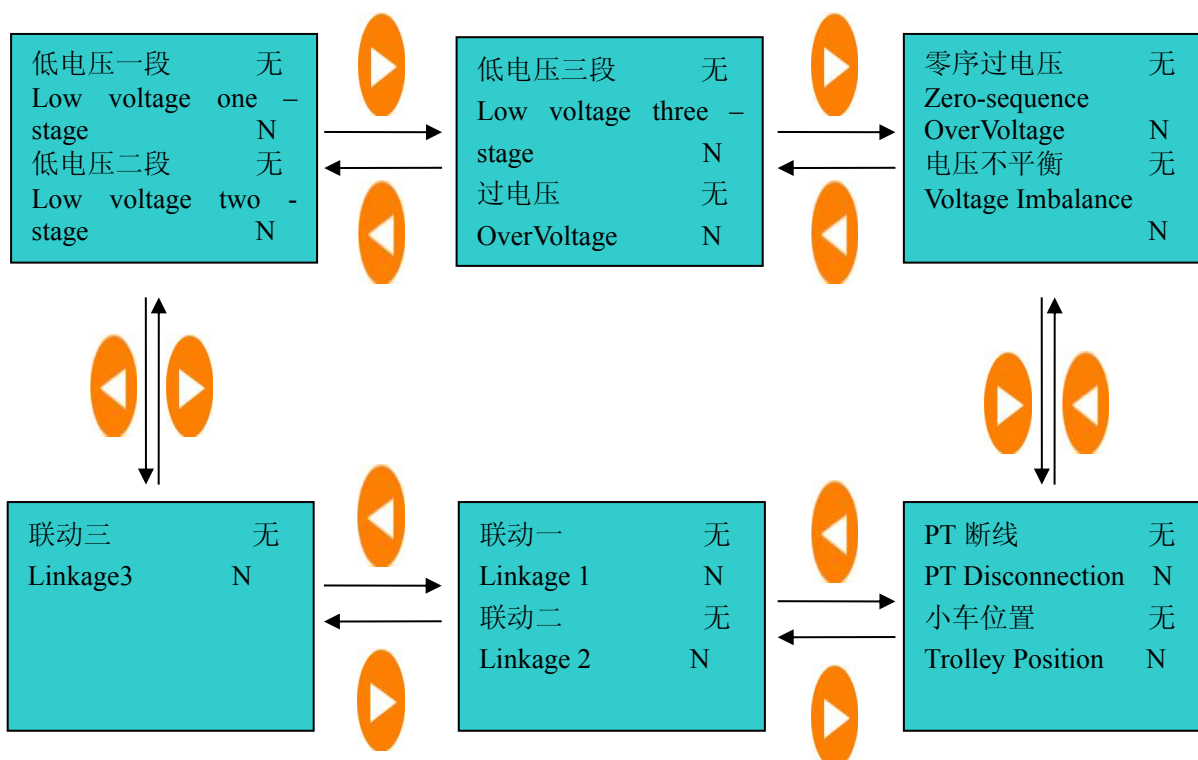 低电压一段 无
Low voltage one –
stage N
低电压二段 无
Low voltage two -
stage N
低电压三段 无
Low voltage three –
stage N
过电压 无
OverVoltage N
零序过电压 无
Zero-sequence
OverVoltage N
电压不平衡 无
Voltage Imbalance
N
联动三 无
Linkage3 N
联动一 无
Linkage 1 N
联动二 无
Linkage 2 N
PT 断线 无
PT Disconnection N
小车位置 无
Trolley Position N